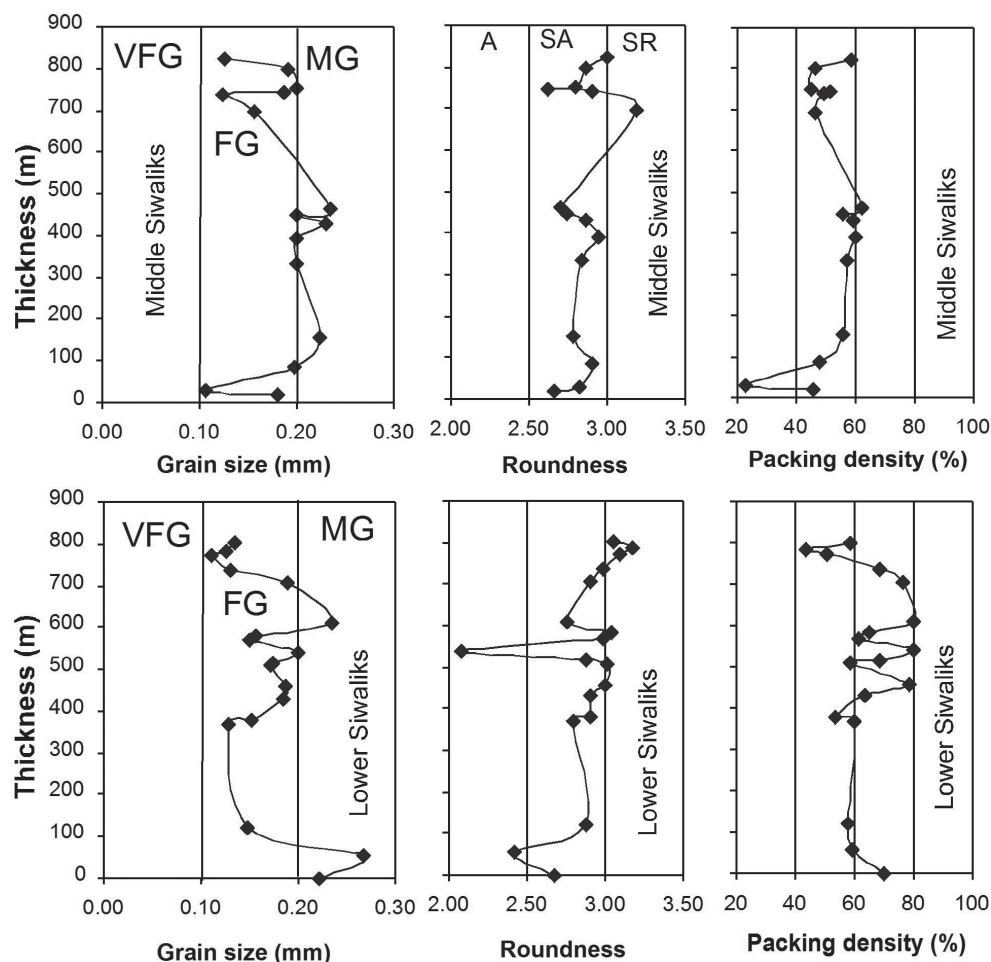 900
800
700
600
500
400
300
200
100
0
Thickness (m)
VFG
MG
FG
Middle Siwaliks
0.00 0.10 0.20 0.30
Grain size (mm)
A SA SR
Middle Siwaliks
2.00 2.50 3.00 3.50
Roundness
Middle Siwaliks
20 40 60 80 100
Packing density (%)
900
800
700
600
500
400
300
200
100
0
Thickness (m)
VFG
MG
FG
Lower Siwaliks
0.00 0.10 0.20 0.30
Grain size (mm)
Lower Siwaliks
2.00 2.50 3.00 3.50
Roundness
Lower Siwaliks
20 40 60 80 100
Packing density (%)